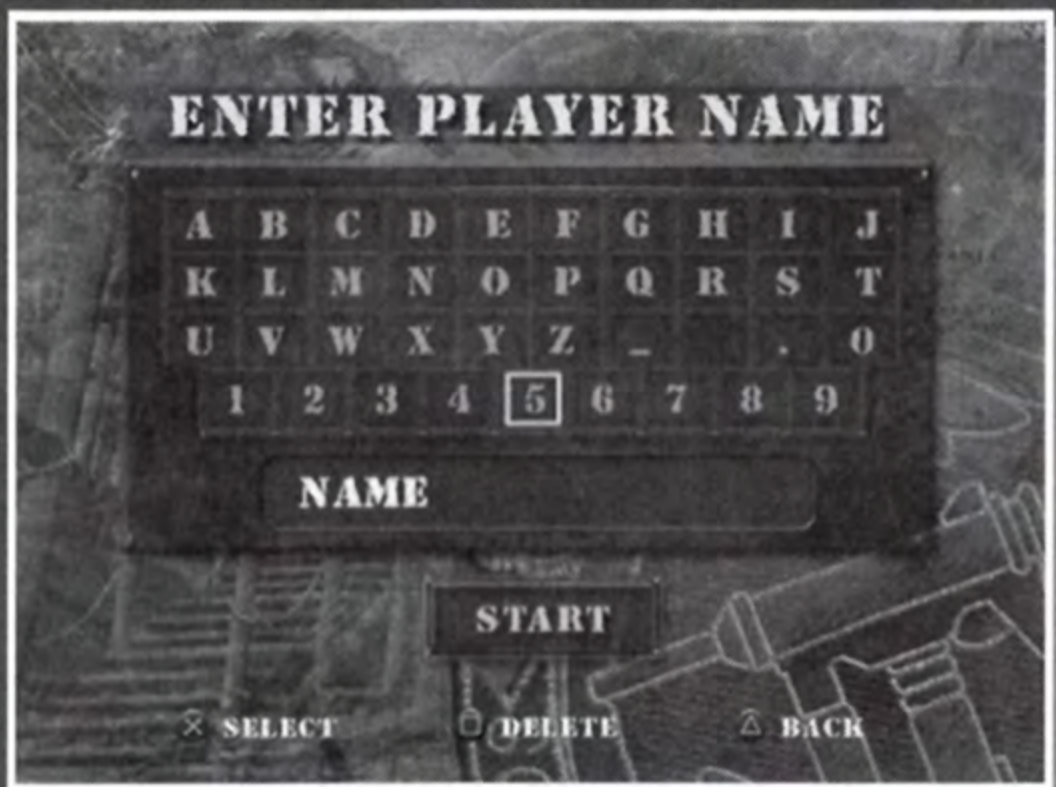 ENTER PLAYER NAME
A B C D E F G H I J
K L M N O P Q R S T
U V W X Y Z _ . 0
1 2 3 4 5 6 7 8 9
NAME
START
SELECT DELETE BACK